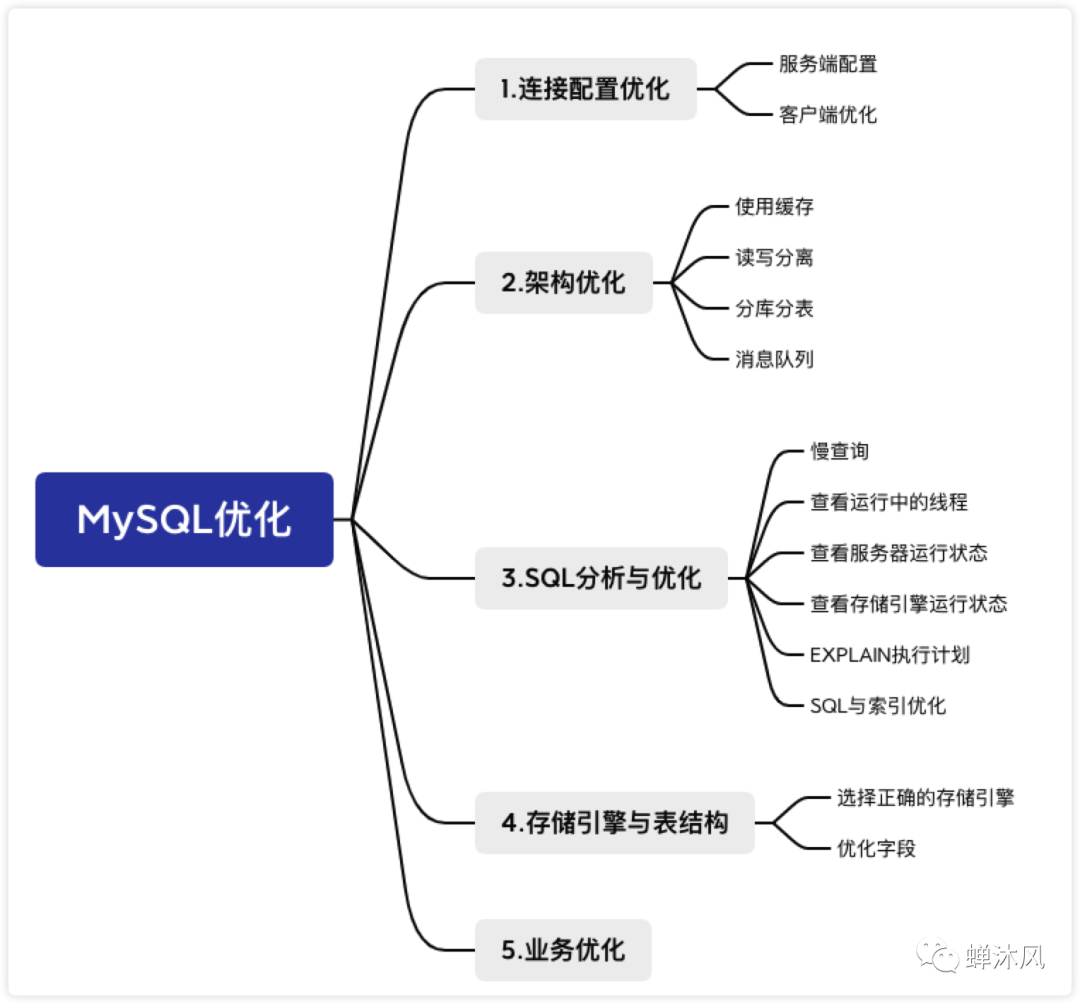 1.连接配置优化
服务端配置
客户端优化
2.架构优化
使用缓存
读写分离
分库分表
消息队列
MySQL优化
3.SQL分析与优化
慢查询
查看运行中的线程
查看服务器运行状态
查看存储引擎运行状态
EXPLAIN执行计划
SQL与索引优化
4.存储引擎与表结构
选择正确的存储引擎
优化字段
5.业务优化
蝉沐风